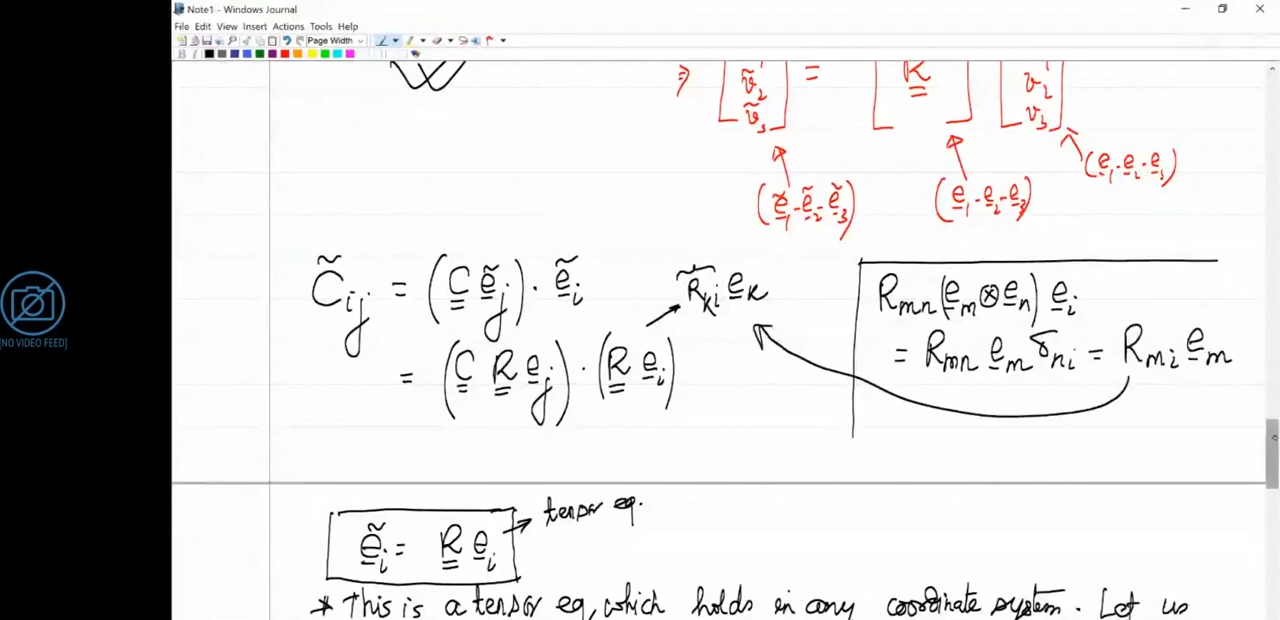 Note1 - Windows Journal
File Edit View Insert Actions Tools Help
Page Width
B I
⇒ [ṽ₂ ṽ₃] = [R̳] [v₂ v₃]
(ẽ₁-ẽ₂-ẽ₃) (e₁-e₂-e₃) (e₁-e₂-e₃)
C̃ij = (C̳ ẽj) · ẽi
R̃ki ek
= (C̳ R̳ ej) · (R̳ ei)
Rmn (em ⊗ en) ei
= Rmn em δni = Rmi em
[NO VIDEO FEED]
ẽi = R̳ ei → tensor eq.
* This is a tensor eq, which holds in any coordinate system. Let us